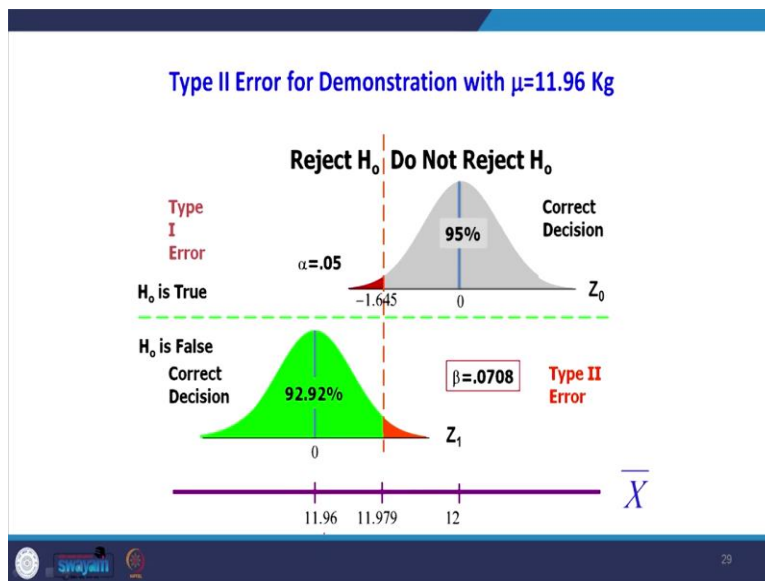 Type II Error for Demonstration with μ=11.96 Kg
Reject Ho Do Not Reject Ho
Type
I
Error
α=.05
95%
Correct
Decision
Ho is True
−1.645
0
Z0
Ho is False
Correct
Decision
92.92%
β=.0708
Type II
Error
0
Z1
X
11.96
11.979
12
swayam
29